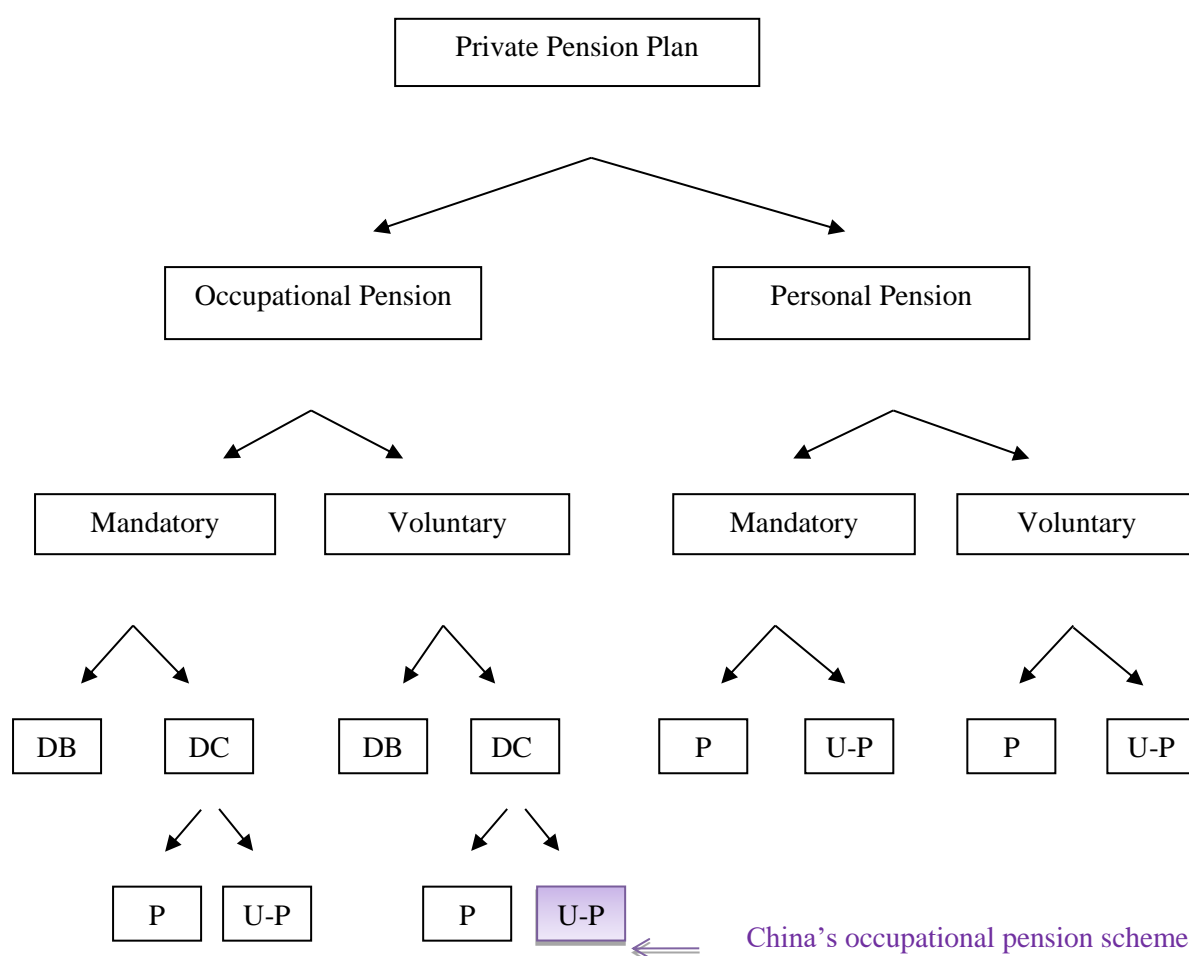 Private Pension Plan
Occupational Pension
Personal Pension
Mandatory
Voluntary
Mandatory
Voluntary
DB
DC
DB
DC
P
U-P
P
U-P
P
U-P
P
U-P
China’s occupational pension scheme